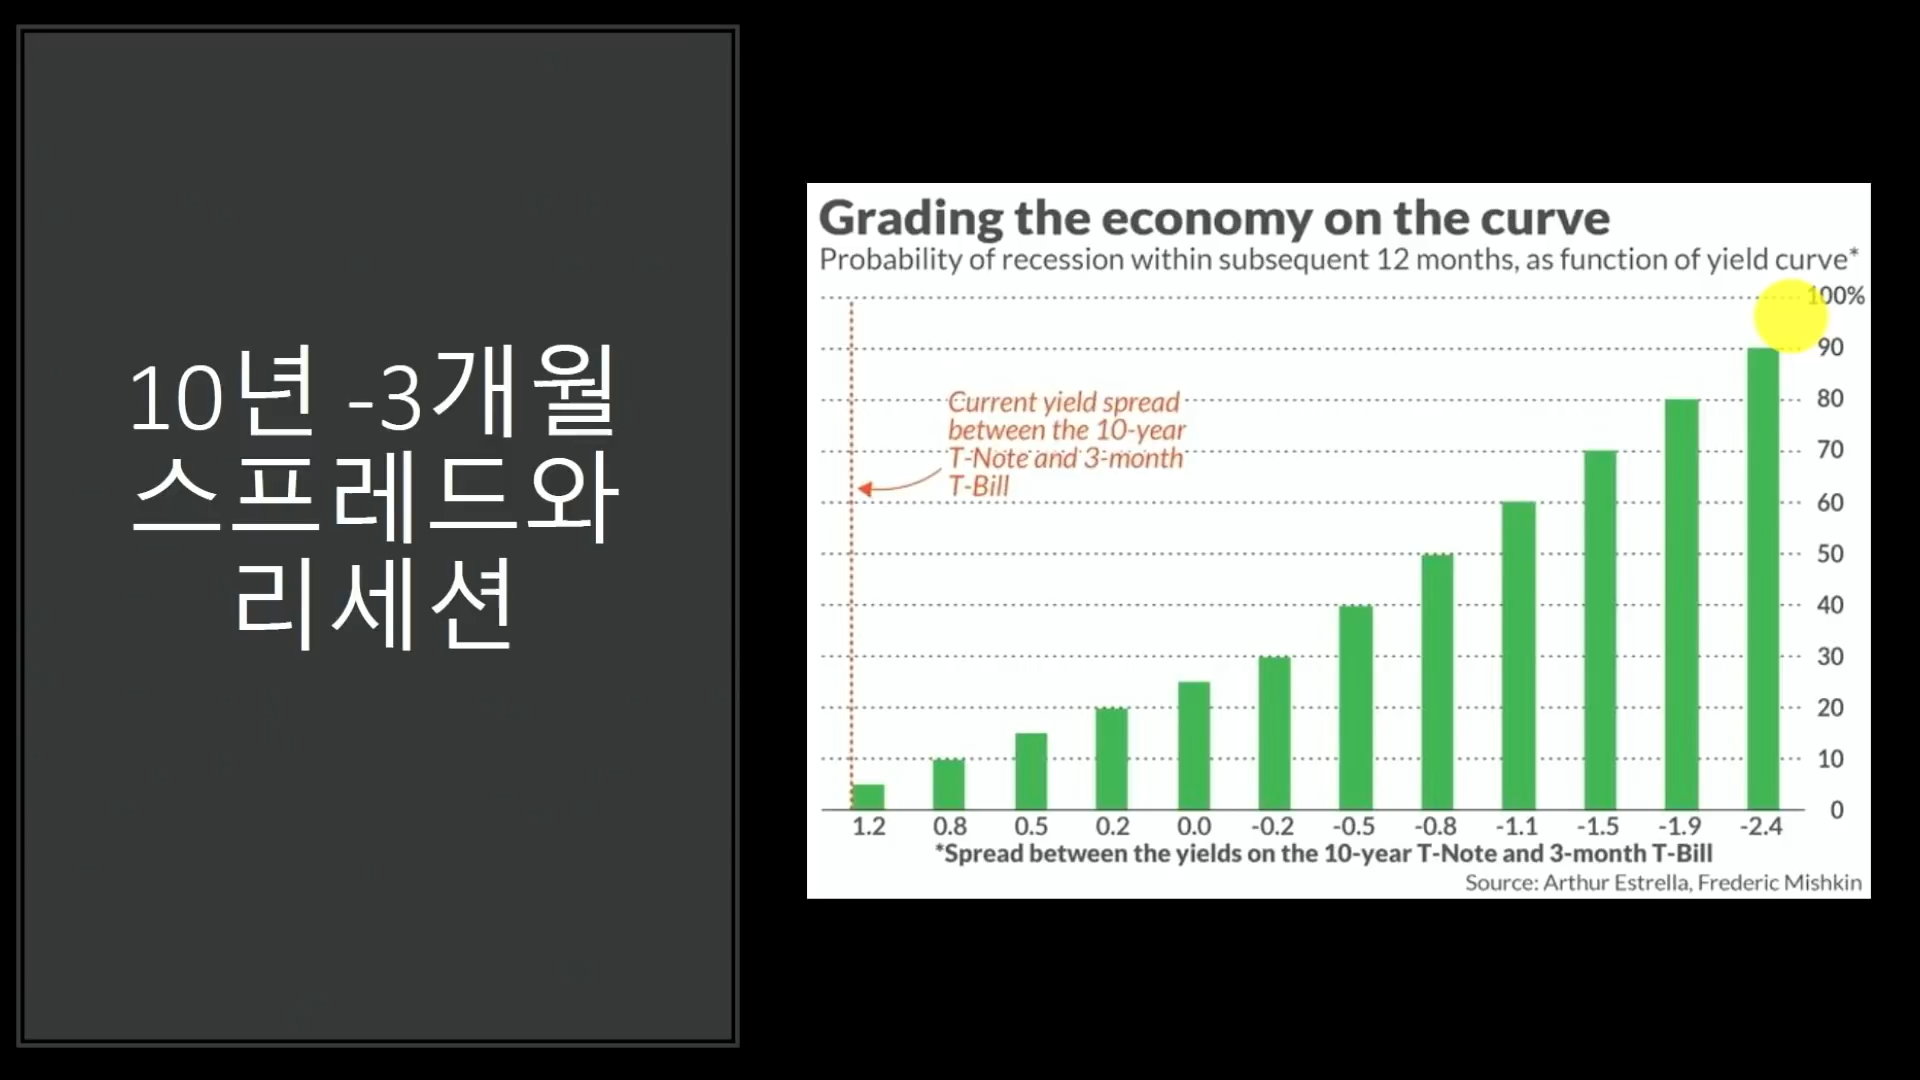 10년 -3개월
스프레드와
리세션
Grading the economy on the curve
Probability of recession within subsequent 12 months, as function of yield curve*
100%
90
80
70
60
50
40
30
20
10
0
Current yield spread
between the 10-year
T-Note and 3-month
T-Bill
1.2 0.8 0.5 0.2 0.0 -0.2 -0.5 -0.8 -1.1 -1.5 -1.9 -2.4
*Spread between the yields on the 10-year T-Note and 3-month T-Bill
Source: Arthur Estrella, Frederic Mishkin